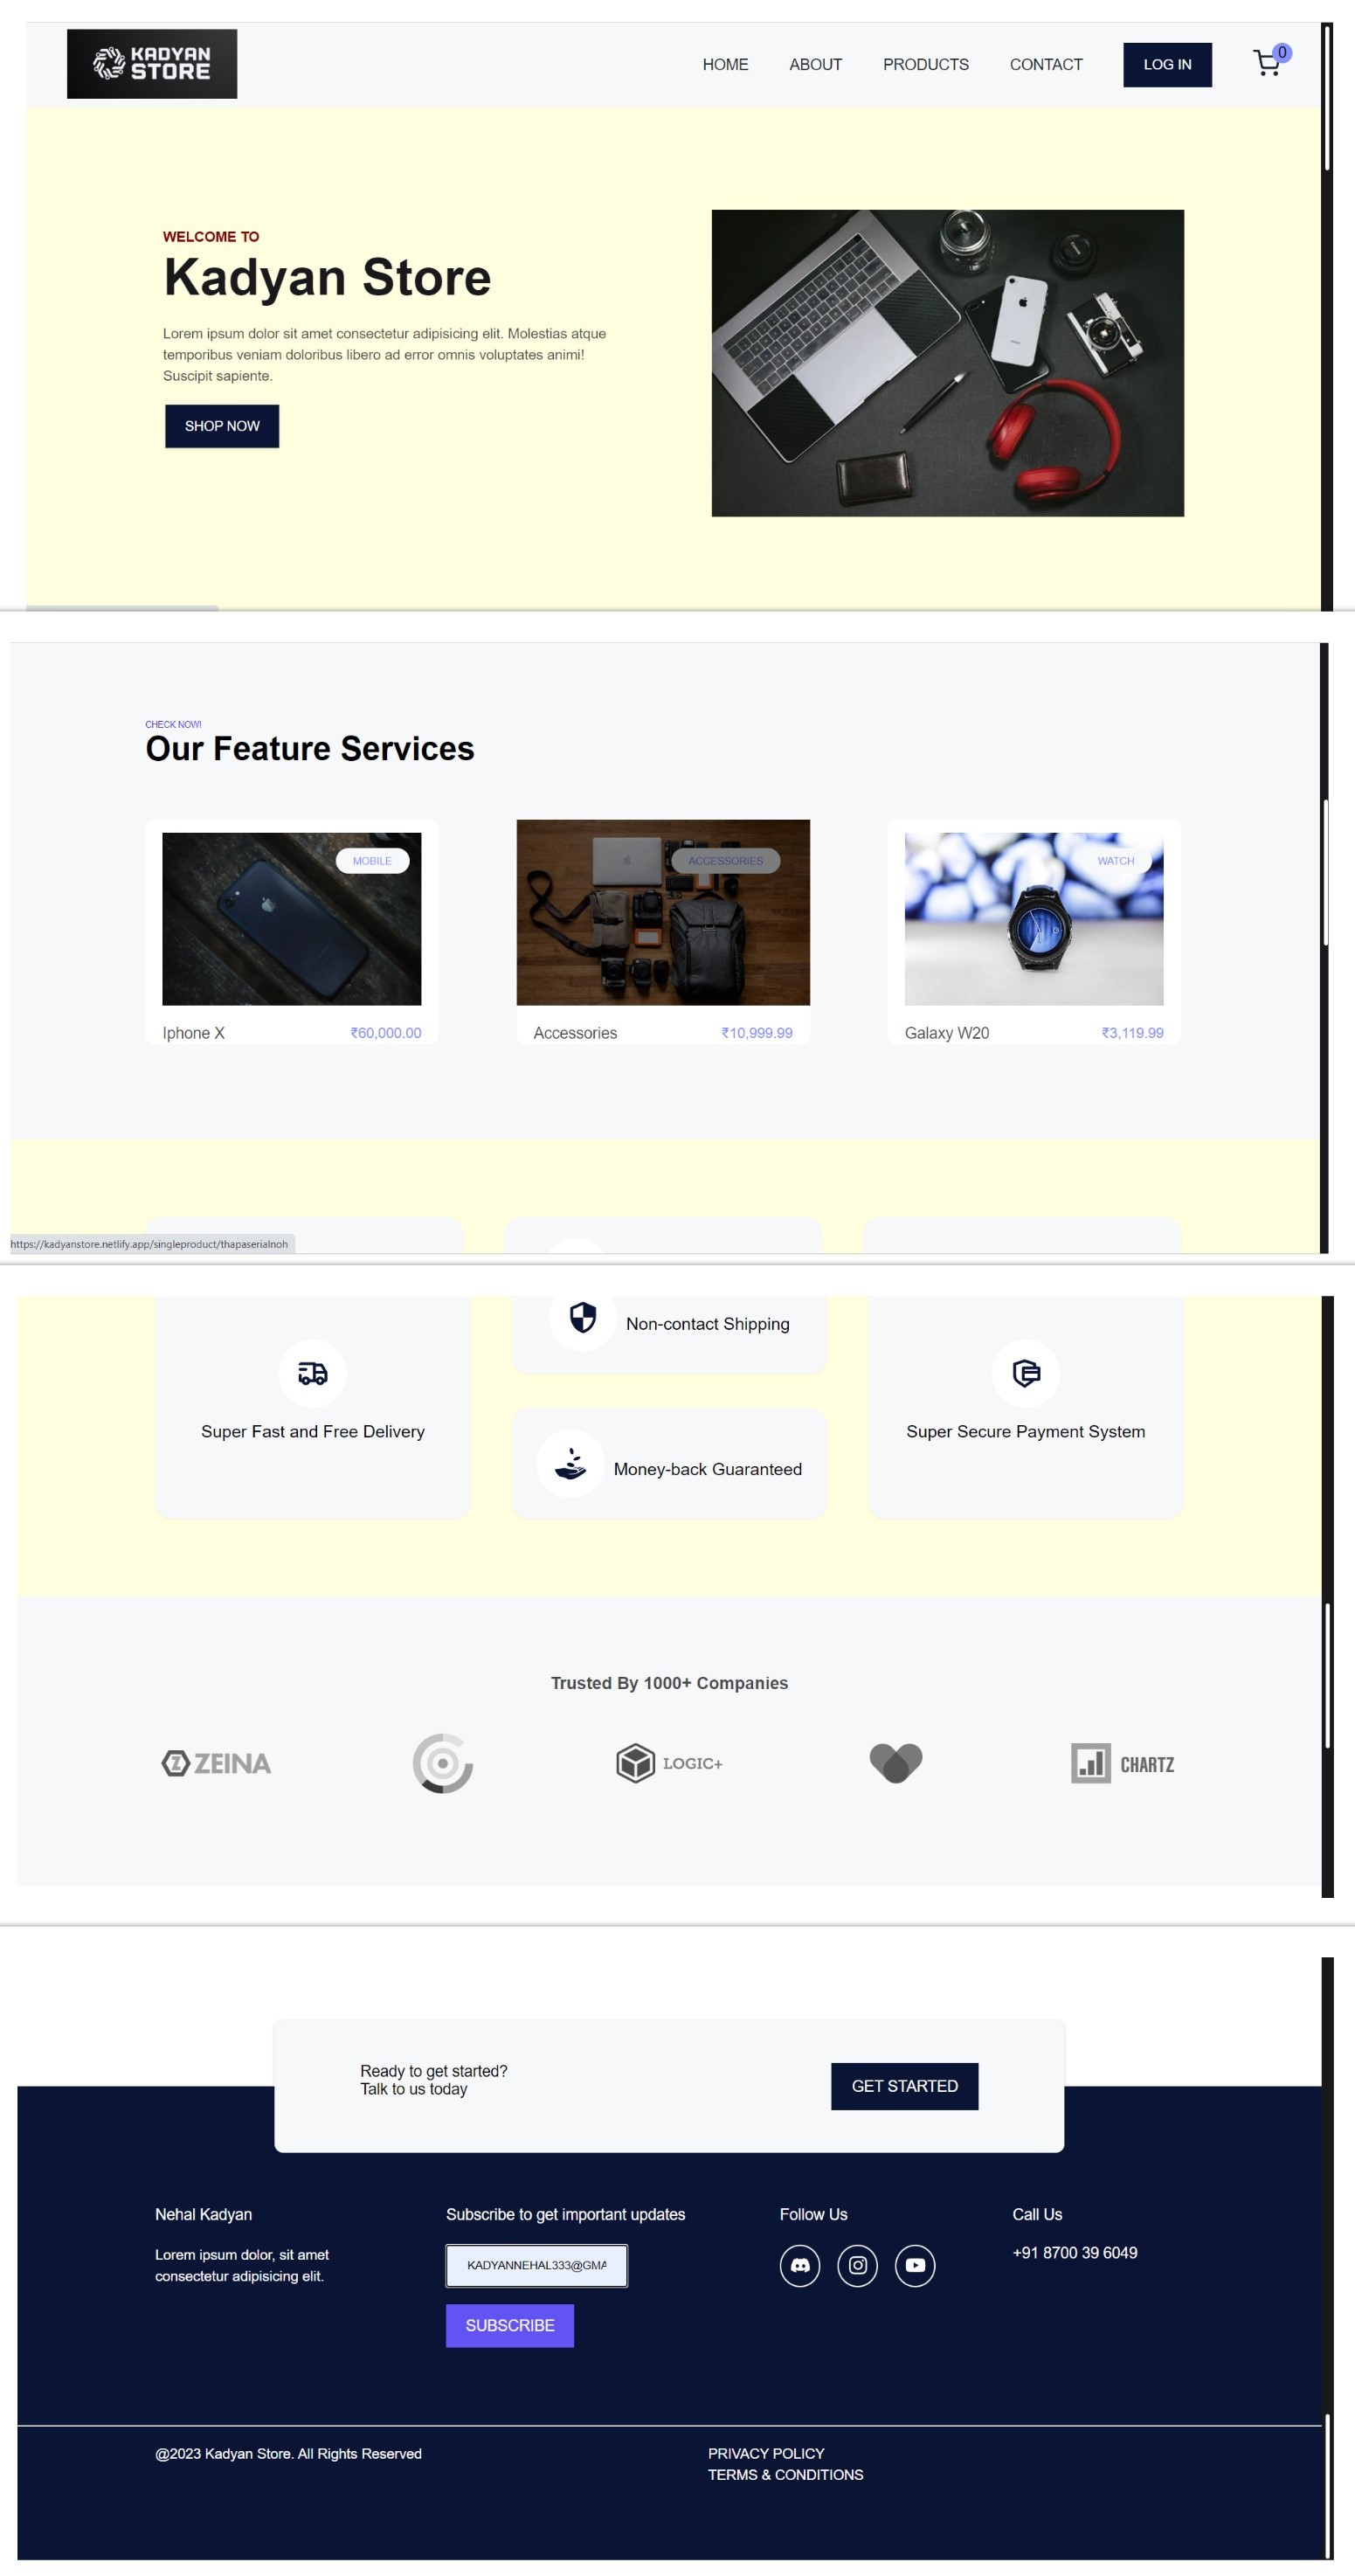 KADYAN
STORE
HOME
ABOUT
PRODUCTS
CONTACT
LOG IN
0
WELCOME TO
Kadyan Store
Lorem ipsum dolor sit amet consectetur adipisicing elit. Molestias atque
temporibus veniam doloribus libero ad error omnis voluptates animi!
Suscipit sapiente.
SHOP NOW
CHECK NOW!
Our Feature Services
MOBILE
ACCESSORIES
WATCH
Iphone X
₹60,000.00
Accessories
₹10,999.99
Galaxy W20
₹3,119.99
https://kadyanstore.netlify.app/singleproduct/thapaserialnoh
Non-contact Shipping
Super Fast and Free Delivery
Super Secure Payment System
Money-back Guaranteed
Trusted By 1000+ Companies
Z ZEINA
LOGIC+
CHARTZ
Ready to get started?
Talk to us today
GET STARTED
Nehal Kadyan
Lorem ipsum dolor, sit amet
consectetur adipisicing elit.
Subscribe to get important updates
KADYANNEHAL333@GMA
SUBSCRIBE
Follow Us
Call Us
+91 8700 39 6049
@2023 Kadyan Store. All Rights Reserved
PRIVACY POLICY
TERMS & CONDITIONS